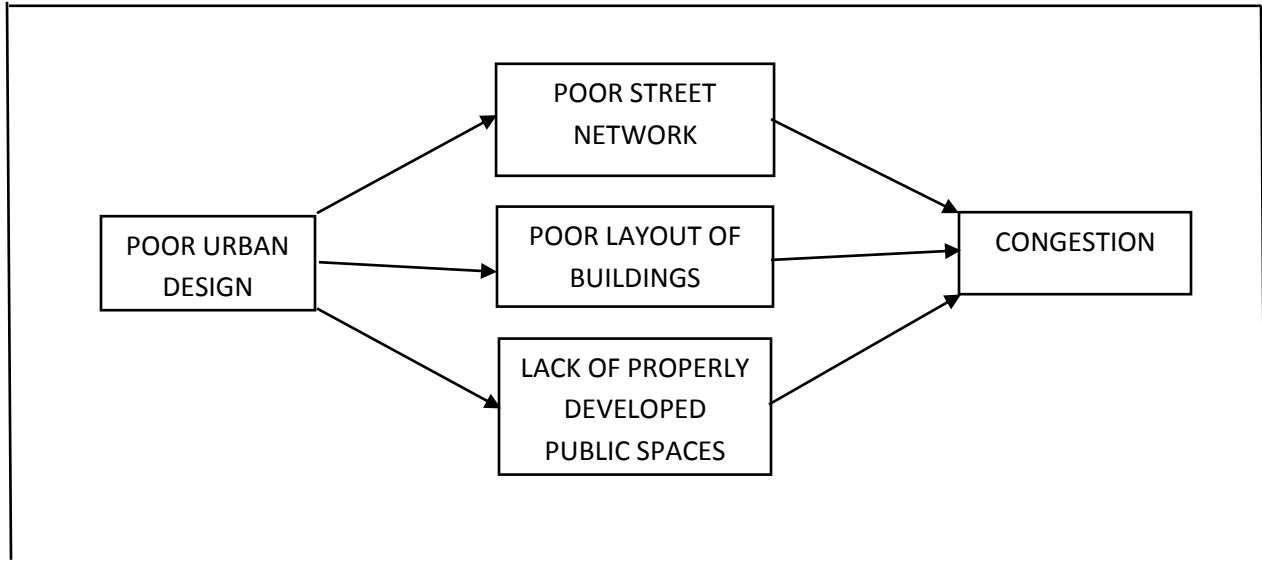 POOR STREET
NETWORK
POOR URBAN
DESIGN
POOR LAYOUT OF
BUILDINGS
CONGESTION
LACK OF PROPERLY
DEVELOPED
PUBLIC SPACES